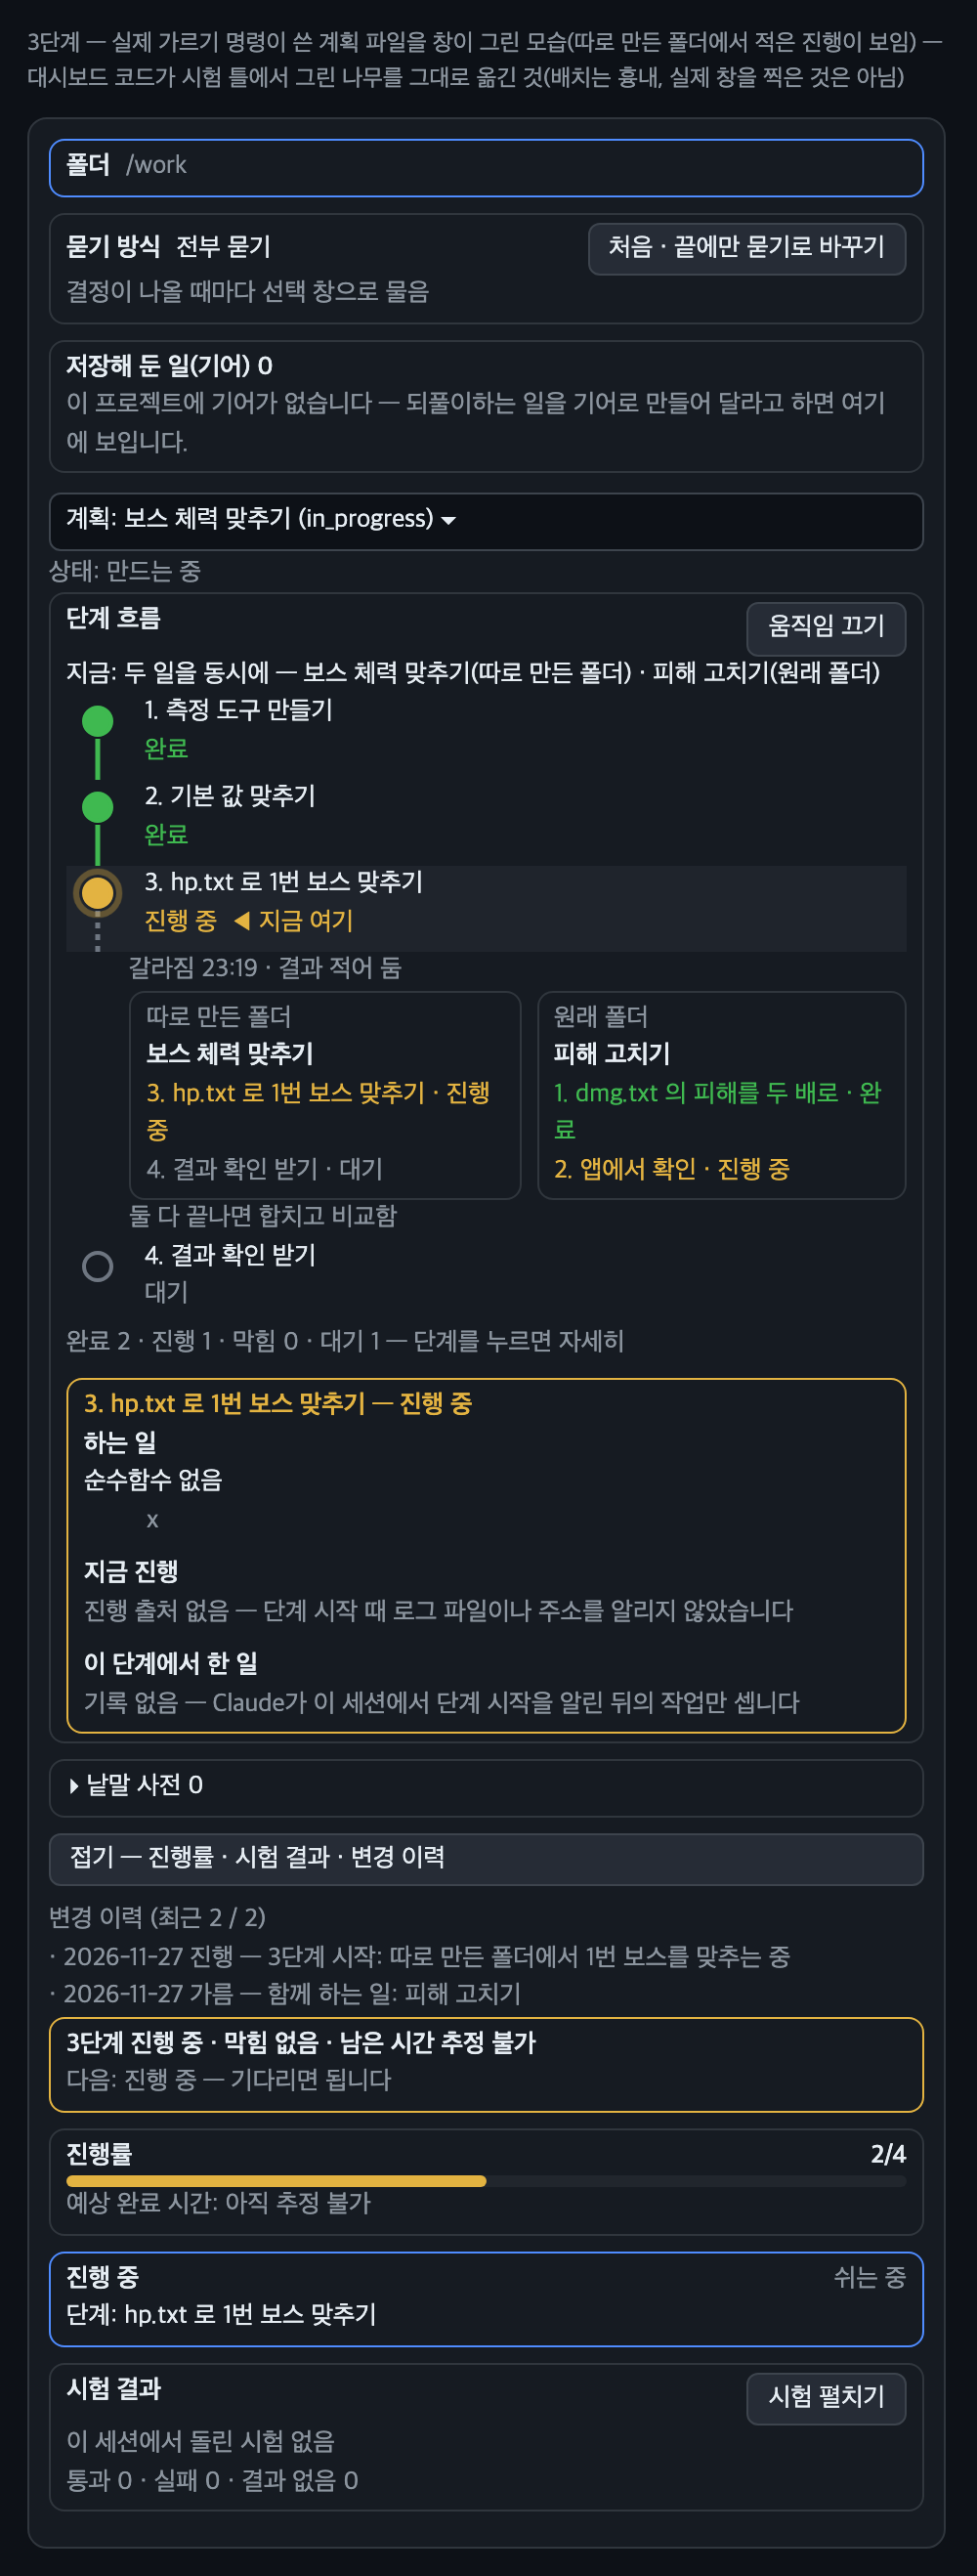 3단계 — 실제 가르기 명령이 쓴 계획 파일을 창이 그린 모습(따로 만든 폴더에서 적은 진행이 보임) —
대시보드 코드가 시험 틀에서 그린 나무를 그대로 옮긴 것(배치는 흉내, 실제 창을 찍은 것은 아님)
폴더 /work
묻기 방식 전부 묻기
처음 · 끝에만 묻기로 바꾸기
결정이 나올 때마다 선택 창으로 물음
저장해 둔 일(기어) 0
이 프로젝트에 기어가 없습니다 — 되풀이하는 일을 기어로 만들어 달라고 하면 여기
에 보입니다.
계획: 보스 체력 맞추기 (in_progress)
상태: 만드는 중
단계 흐름
움직임 끄기
지금: 두 일을 동시에 — 보스 체력 맞추기(따로 만든 폴더) · 피해 고치기(원래 폴더)
1. 측정 도구 만들기
완료
2. 기본 값 맞추기
완료
3. hp.txt 로 1번 보스 맞추기
진행 중 ◀ 지금 여기
갈라짐 23:19 · 결과 적어 둠
따로 만든 폴더
보스 체력 맞추기
3. hp.txt 로 1번 보스 맞추기 · 진행
중
4. 결과 확인 받기 · 대기
원래 폴더
피해 고치기
1. dmg.txt 의 피해를 두 배로 · 완
료
2. 앱에서 확인 · 진행 중
둘 다 끝나면 합치고 비교함
4. 결과 확인 받기
대기
완료 2 · 진행 1 · 막힘 0 · 대기 1 — 단계를 누르면 자세히
3. hp.txt 로 1번 보스 맞추기 — 진행 중
하는 일
순수함수 없음
x
지금 진행
진행 출처 없음 — 단계 시작 때 로그 파일이나 주소를 알리지 않았습니다
이 단계에서 한 일
기록 없음 — Claude가 이 세션에서 단계 시작을 알린 뒤의 작업만 셉니다
낱말 사전 0
접기 — 진행률 · 시험 결과 · 변경 이력
변경 이력 (최근 2 / 2)
· 2026-11-27 진행 — 3단계 시작: 따로 만든 폴더에서 1번 보스를 맞추는 중
· 2026-11-27 가름 — 함께 하는 일: 피해 고치기
3단계 진행 중 · 막힘 없음 · 남은 시간 추정 불가
다음: 진행 중 — 기다리면 됩니다
진행률 2/4
예상 완료 시간: 아직 추정 불가
진행 중 쉬는 중
단계: hp.txt 로 1번 보스 맞추기
시험 결과
시험 펼치기
이 세션에서 돌린 시험 없음
통과 0 · 실패 0 · 결과 없음 0